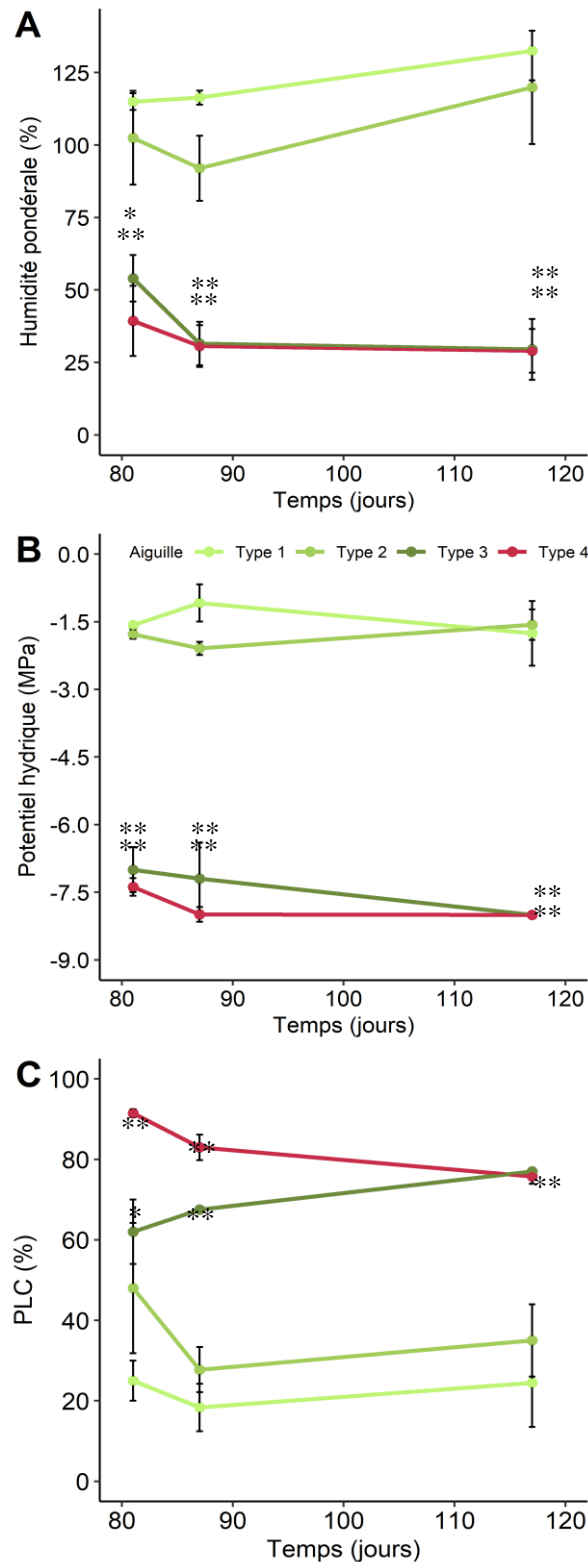 A
Humidité pondérale (%)
125
100
75
50
25
0
*
**
**
**
**
**
80 90 100 110 120
Temps (jours)
B
Aiguille Type 1 Type 2 Type 3 Type 4
Potentiel hydrique (MPa)
0.0
-1.5
-3.0
-4.5
-6.0
-7.5
-9.0
**
**
**
**
**
**
80 90 100 110 120
Temps (jours)
C
PLC (%)
100
80
60
40
20
0
**
**
**
*
**
80 90 100 110 120
Temps (jours)